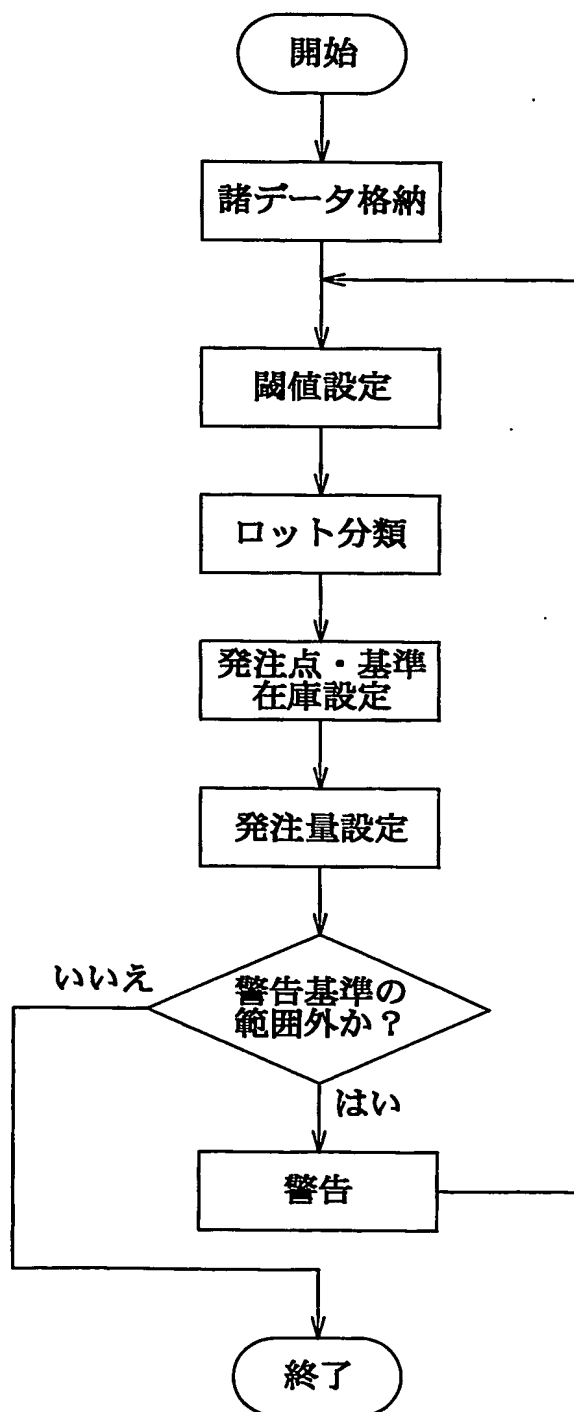 開始
諸データ格納
閾値設定
ロット分類
発注点・基準
在庫設定
発注量設定
いいえ
警告基準の
範囲外か？
はい
警告
終了